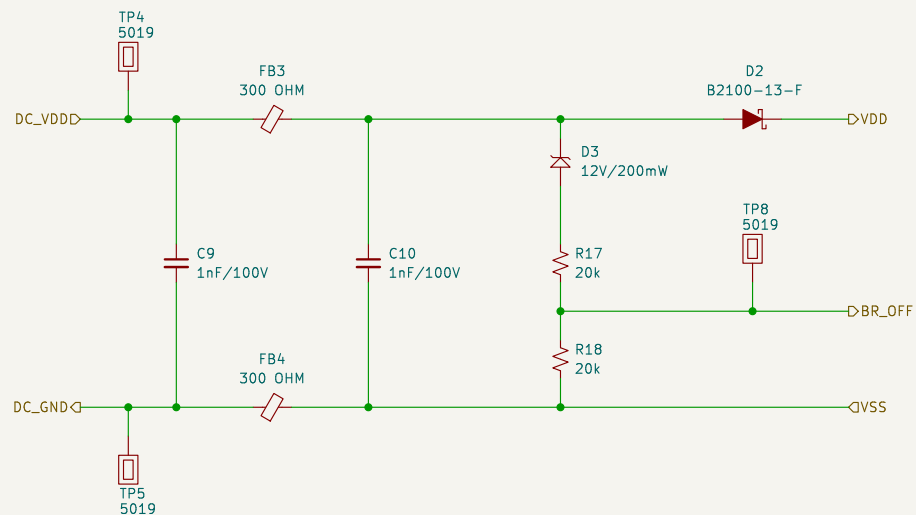 TP4
5019
FB3
300 OHM
D2
B2100-13-F
DC_VDD
VDD
D3
12V/200mW
TP8
5019
C9
1nF/100V
C10
1nF/100V
R17
20k
BR_OFF
R18
20k
FB4
300 OHM
DC_GND
VSS
TP5
5019